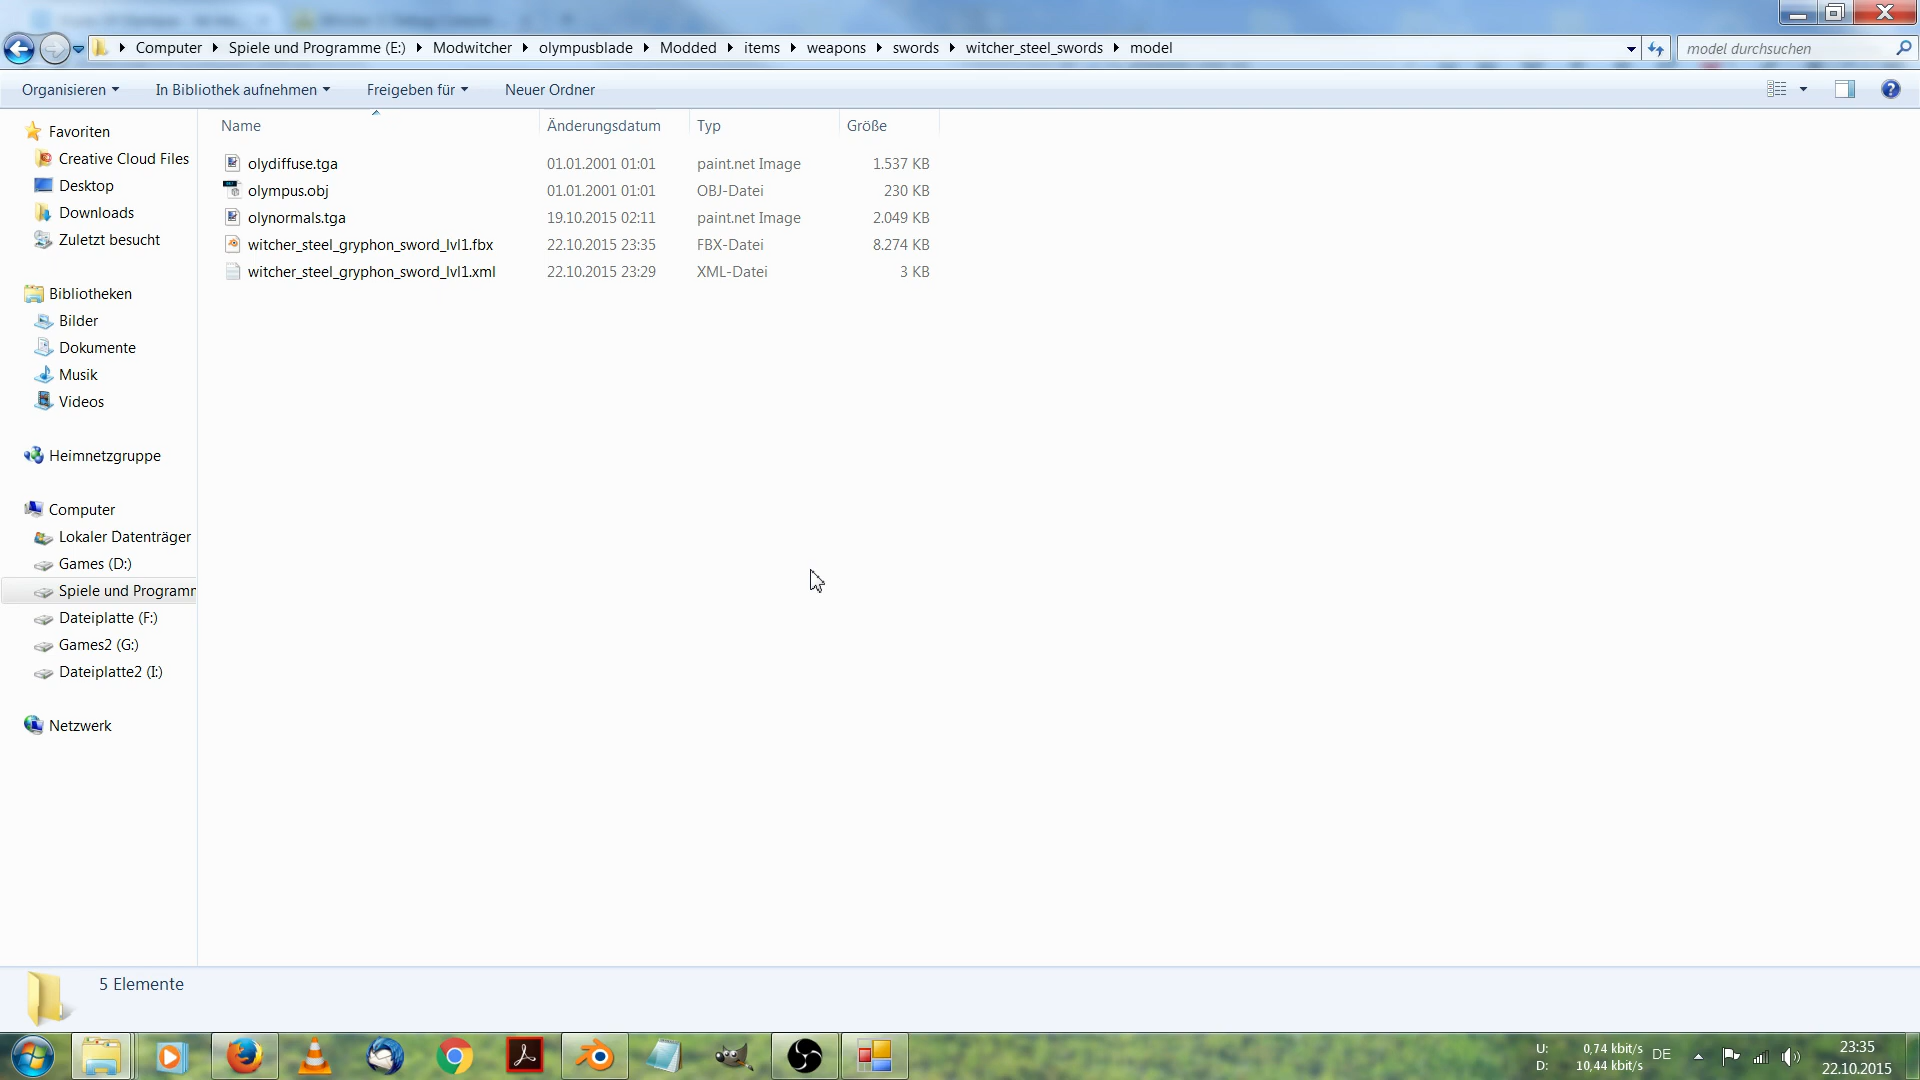 Computer Spiele und Programme (E:) Modwitcher olympusblade Modded items weapons swords witcher_steel_swords model
model durchsuchen
Organisieren In Bibliothek aufnehmen Freigeben für Neuer Ordner
Name Änderungsdatum Typ Größe
olydiffuse.tga 01.01.2001 01:01 paint.net Image 1.537 KB
olympus.obj 01.01.2001 01:01 OBJ-Datei 230 KB
olynormals.tga 19.10.2015 02:11 paint.net Image 2.049 KB
witcher_steel_gryphon_sword_lvl1.fbx 22.10.2015 23:35 FBX-Datei 8.274 KB
witcher_steel_gryphon_sword_lvl1.xml 22.10.2015 23:29 XML-Datei 3 KB
Favoriten
Creative Cloud Files
Desktop
Downloads
Zuletzt besucht
Bibliotheken
Bilder
Dokumente
Musik
Videos
Heimnetzgruppe
Computer
Lokaler Datenträger
Games (D:)
Spiele und Programm
Dateiplatte (F:)
Games2 (G:)
Dateiplatte2 (I:)
Netzwerk
5 Elemente
U: 0,74 kbit/s
D: 10,44 kbit/s
DE
23:35
22.10.2015